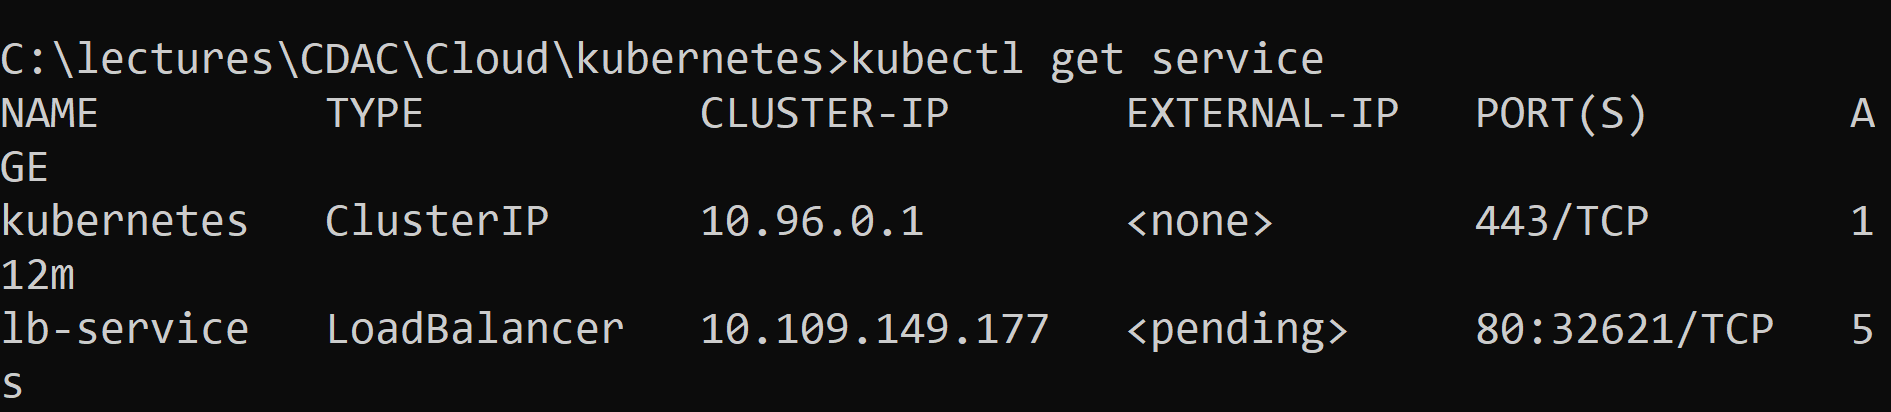 C:\lectures\CDAC\Cloud\kubernetes>kubectl get service
NAME         TYPE           CLUSTER-IP       EXTERNAL-IP   PORT(S)        A
GE
kubernetes   ClusterIP      10.96.0.1        <none>        443/TCP        1
12m
lb-service   LoadBalancer   10.109.149.177   <pending>     80:32621/TCP   5
s